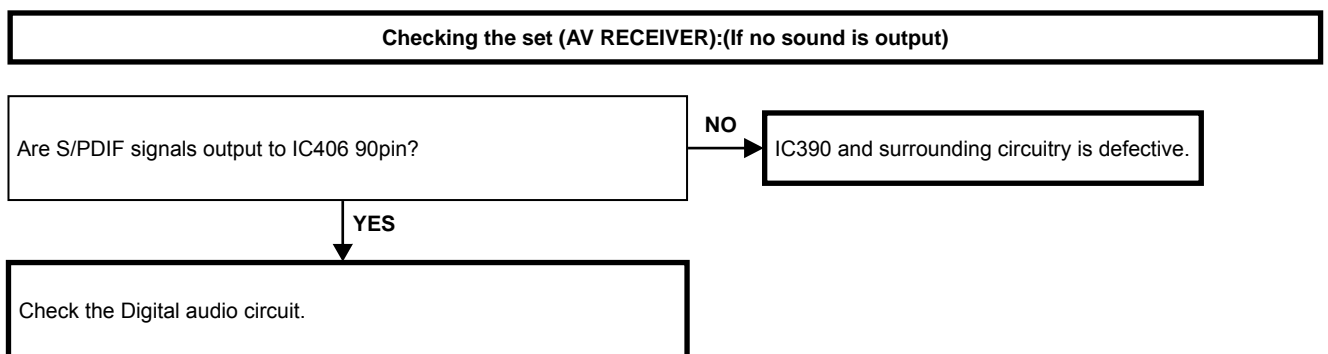 Checking the set (AV RECEIVER):(If no sound is output)
Are S/PDIF signals output to IC406 90pin?
NO
IC390 and surrounding circuitry is defective.
YES
Check the Digital audio circuit.